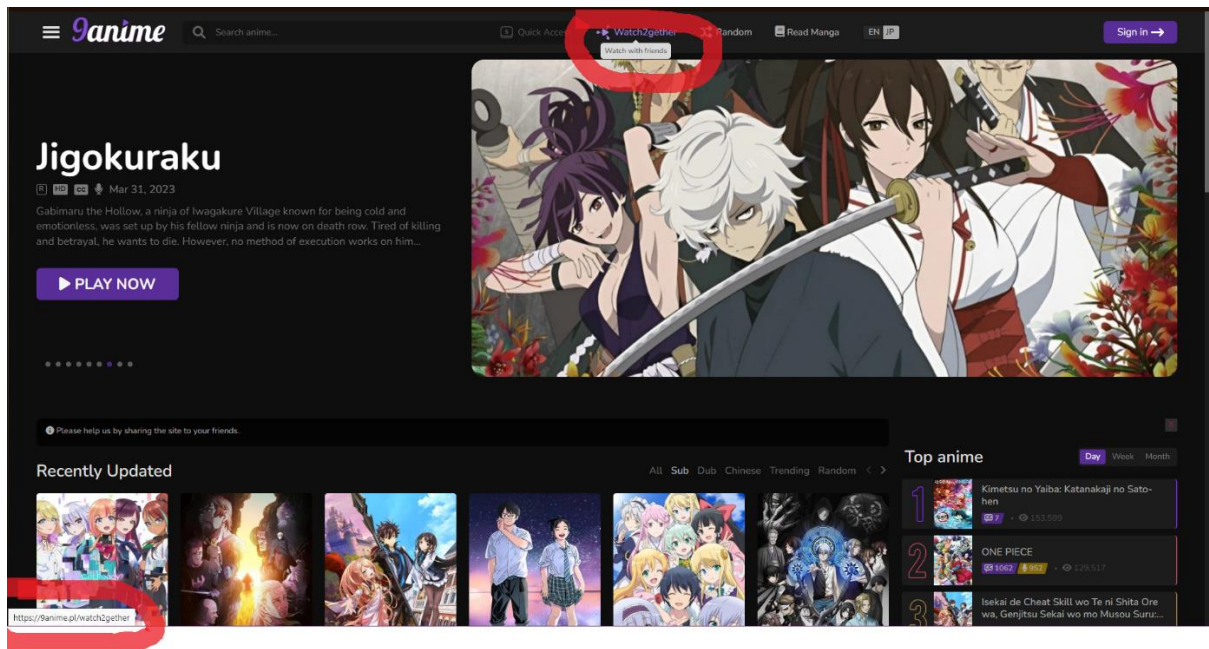 9anime
Search anime...
Quick Access
Watch2gether
Random
Read Manga
EN JP
Sign in
Watch with friends
Jigokuraku
R HD CC Mar 31, 2023
Gabimaru the Hollow, a ninja of Iwagakure Village known for being cold and
emotionless, was set up by his fellow ninja and is now on death row. Tired of killing
and betrayal, he wants to die. However, no method of execution works on him...
PLAY NOW
Please help us by sharing the site to your friends.
Recently Updated
All Sub Dub Chinese Trending Random
Top anime
Day Week Month
1
Kimetsu no Yaiba: Katanakaji no Sato-
hen
7 · 153,599
2
ONE PIECE
1062 952 · 129,517
3
Isekai de Cheat Skill wo Te ni Shita Ore
wa, Genjitsu Sekai wo mo Musou Suru:...
https://9anime.pl/watch2gether